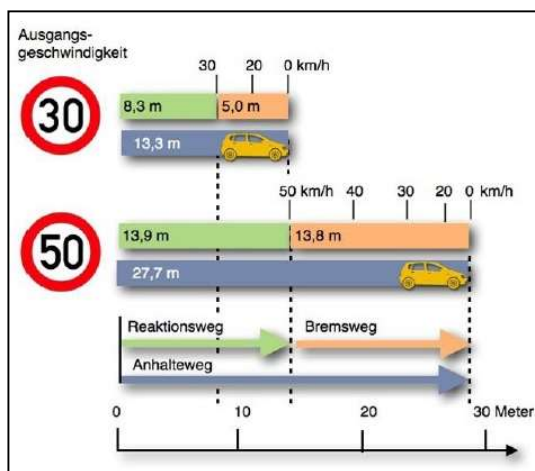 Ausgangs-
geschwindigkeit
30 20 0 km/h
30
8,3 m 5,0 m
13,3 m
50 km/h 40 30 20 0 km/h
50
13,9 m 13,8 m
27,7 m
Reaktionsweg Bremsweg
Anhalteweg
0 10 20 30 Meter